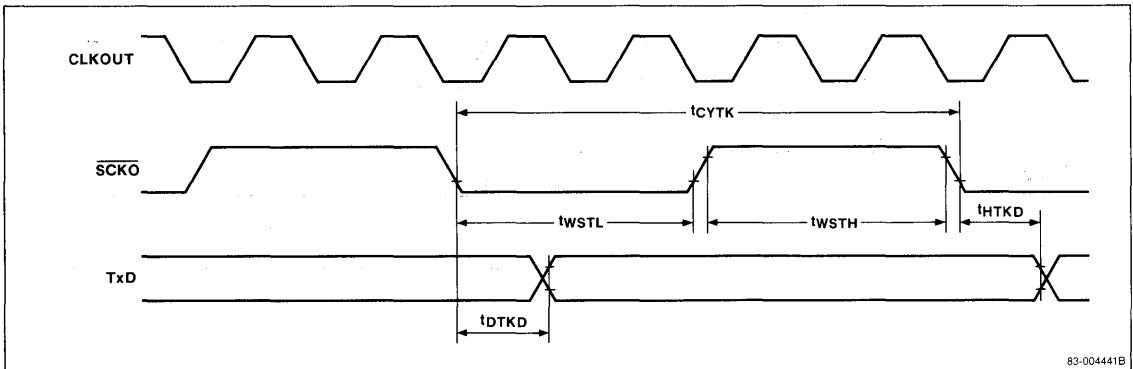 CLKOUT
tCYTK
SCKO
tWSTL
tWSTH
tHTKD
TxD
tDTKD
83-004441B